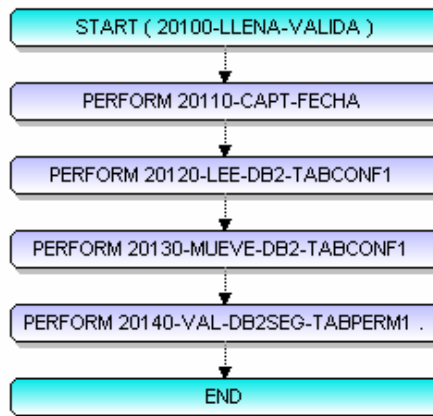 START ( 20100-LLENA-VALIDA )
PERFORM 20110-CAPT-FECHA
PERFORM 20120-LEE-DB2-TABCONF1
PERFORM 20130-MUEVE-DB2-TABCONF1
PERFORM 20140-VAL-DB2SEG-TABPERM1 .
END